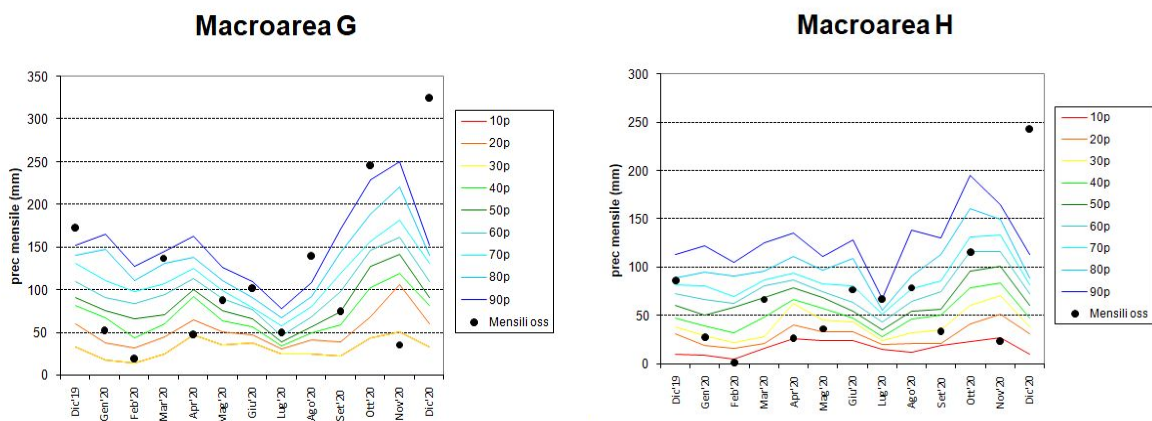 Macroarea G
350
300
250
200
150
100
50
0
prec mensile (mm)
Dic'19
Gen'20
Feb'20
Mar'20
Apr'20
Mag'20
Giu'20
Lug'20
Ago'20
Set'20
Ott'20
Nov'20
Dic'20
10p
20p
30p
40p
50p
60p
70p
80p
90p
Mensili oss
Macroarea H
300
250
200
150
100
50
0
prec mensile (mm)
Dic'19
Gen'20
Feb'20
Mar'20
Apr'20
Mag'20
Giu'20
Lug'20
Ago'20
Set'20
Ott'20
Nov'20
Dic'20
10p
20p
30p
40p
50p
60p
70p
80p
90p
Mensili oss